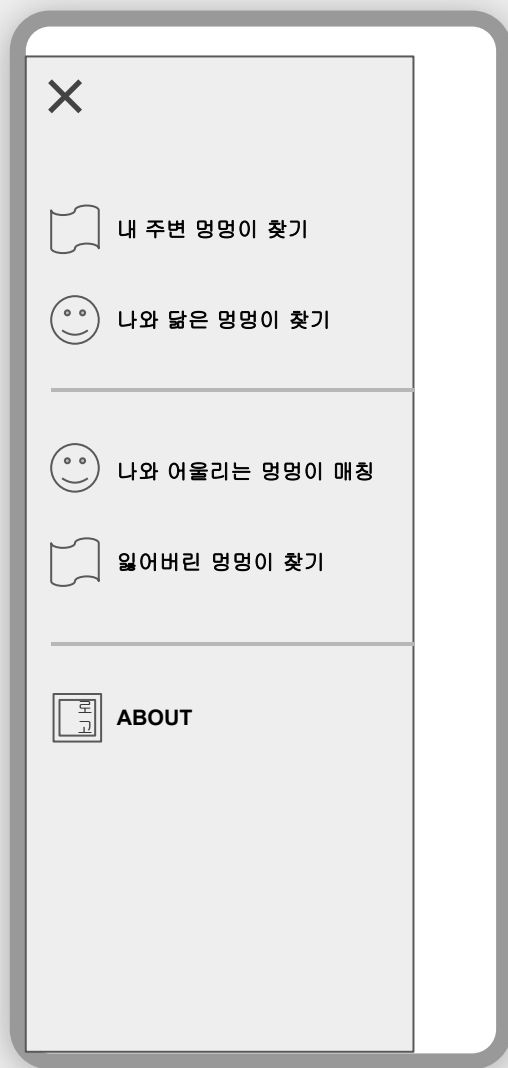 내 주변 멍멍이 찾기
나와 닮은 멍멍이 찾기
나와 어울리는 멍멍이 매칭
잃어버린 멍멍이 찾기
로
고
ABOUT